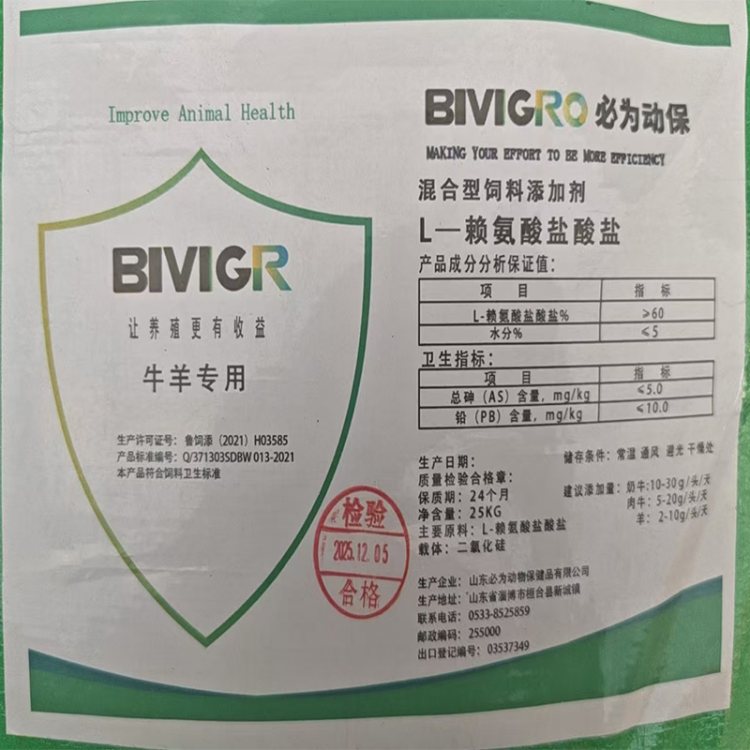 Improve Animal Health
BIVIGR
让养殖更有收益
牛羊专用
生产许可证号：鲁饲添（2021）H03585
产品标准号：Q/371303SDBW 013-2021
本产品符合饲料卫生标准
BIVIGRO 必为动保
MAKING YOUR EFFORT TO BE MORE EFFICIENCY
混合型饲料添加剂
L—赖氨酸盐酸盐
产品成分分析保证值：
项 目 指 标
L-赖氨酸盐酸盐% ≥60
水分% ≤5
卫生指标：
项 目 指 标
总砷（AS）含量，mg/kg ≤5.0
铅（PB）含量，mg/kg ≤10.0
生产日期：
质量检验合格章：
保质期：24个月
净含量：25KG
主要原料：L-赖氨酸盐酸盐
载体：二氧化硅
储存条件：常温 通风 避光 干燥处
建议添加量：奶牛:10-30g/头/天
肉牛：5-20g/头/天
羊：2-10g/头/天
检验
2025.12.05
合格
生产企业：山东必为动物保健品有限公司
生产地址：山东省淄博市桓台县新城镇
联系电话：0533-8525859
邮政编码：255000
出口登记编号：03537349